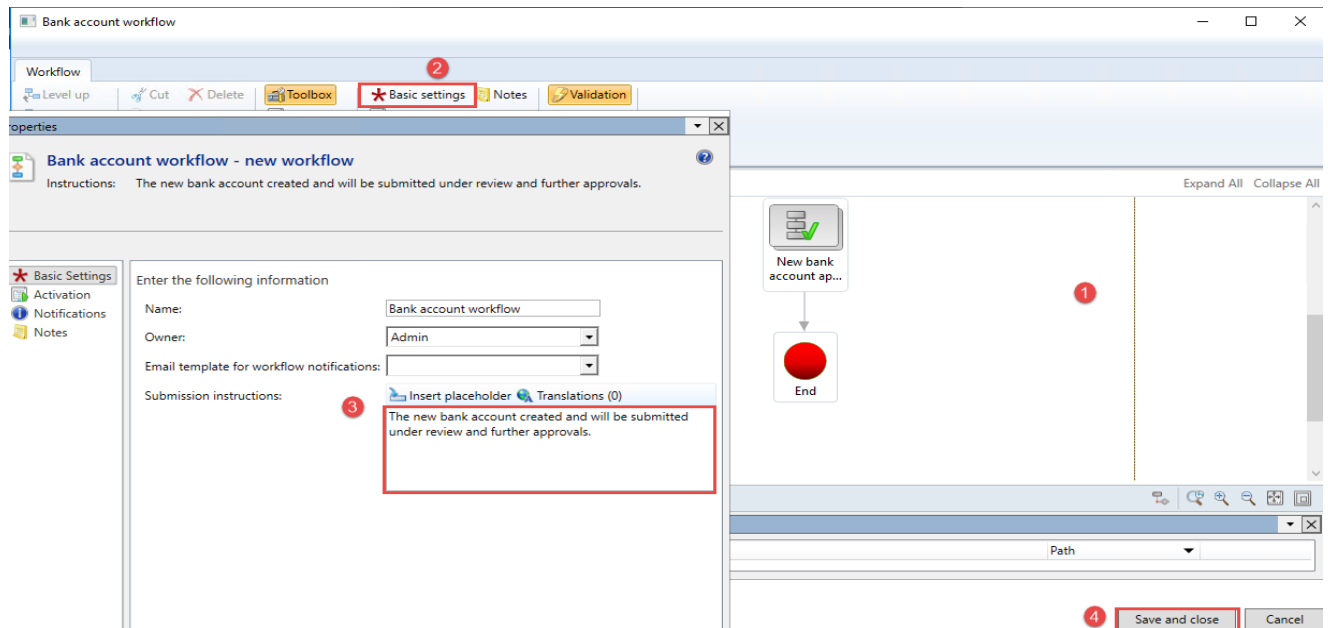 Bank account workflow
Workflow
2
Level up Cut Delete Toolbox Basic settings Notes Validation
roperties
Bank account workflow - new workflow
Instructions: The new bank account created and will be submitted under review and further approvals.
Expand All Collapse All
New bank
account ap...
1
End
Basic Settings
Activation
Notifications
Notes
Enter the following information
Name: Bank account workflow
Owner: Admin
Email template for workflow notifications:
Submission instructions: Insert placeholder Translations (0)
3
The new bank account created and will be submitted
under review and further approvals.
Path
4
Save and close Cancel